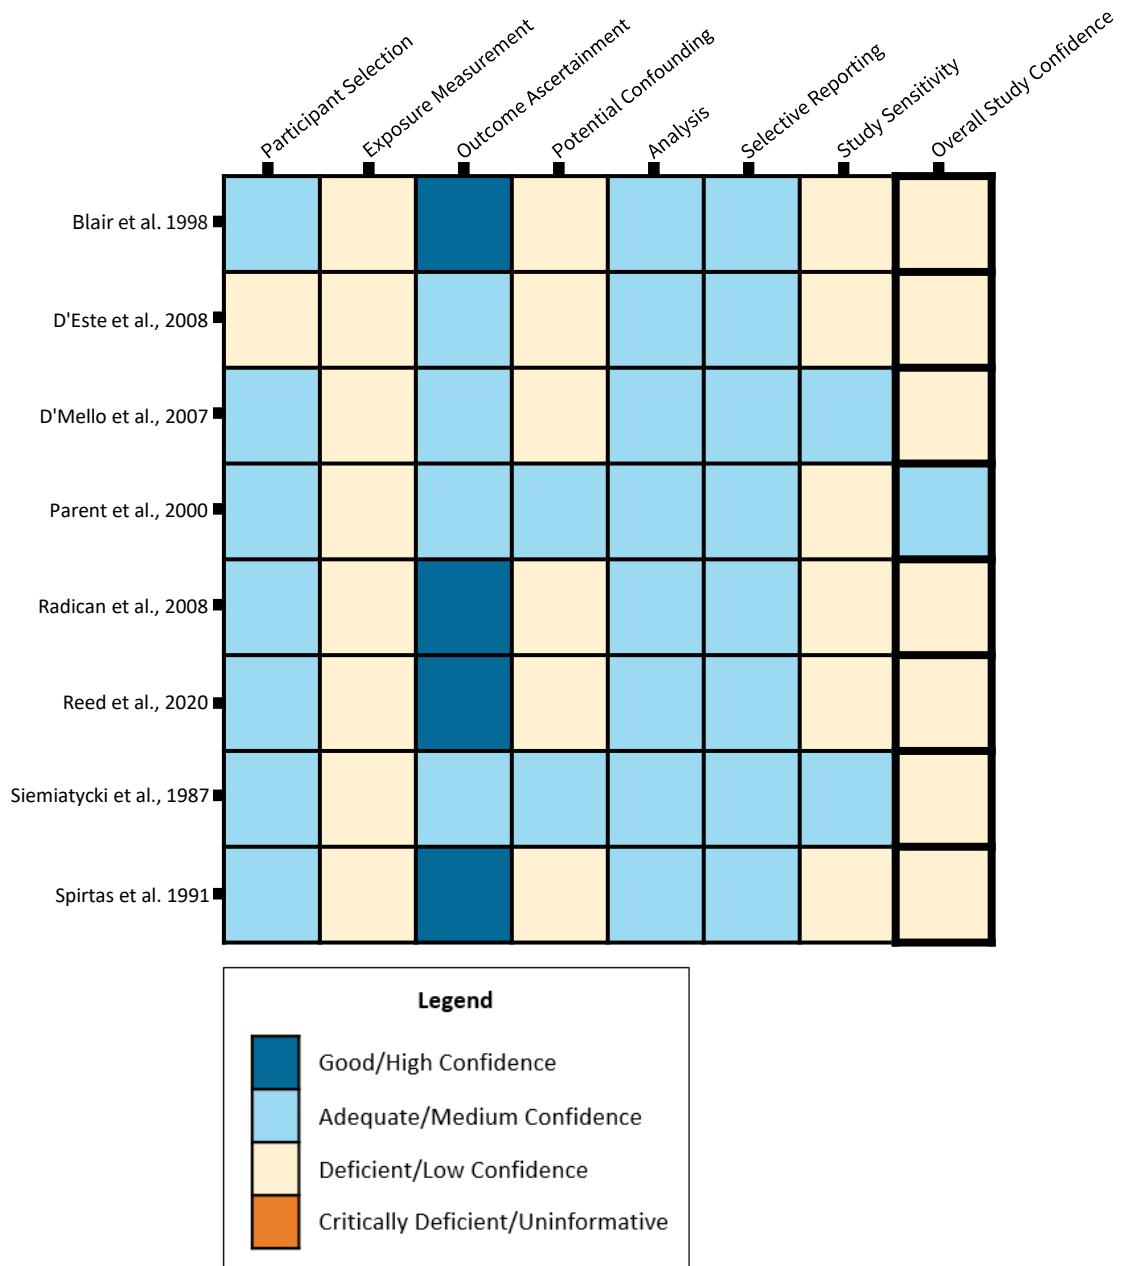 Participant Selection
Exposure Measurement
Outcome Ascertainment
Potential Confounding
Analysis
Selective Reporting
Study Sensitivity
Overall Study Confidence
Blair et al. 1998
D'Este et al., 2008
D'Mello et al., 2007
Parent et al., 2000
Radican et al., 2008
Reed et al., 2020
Siemiatycki et al., 1987
Spirtas et al. 1991
Legend
Good/High Confidence
Adequate/Medium Confidence
Deficient/Low Confidence
Critically Deficient/Uninformative